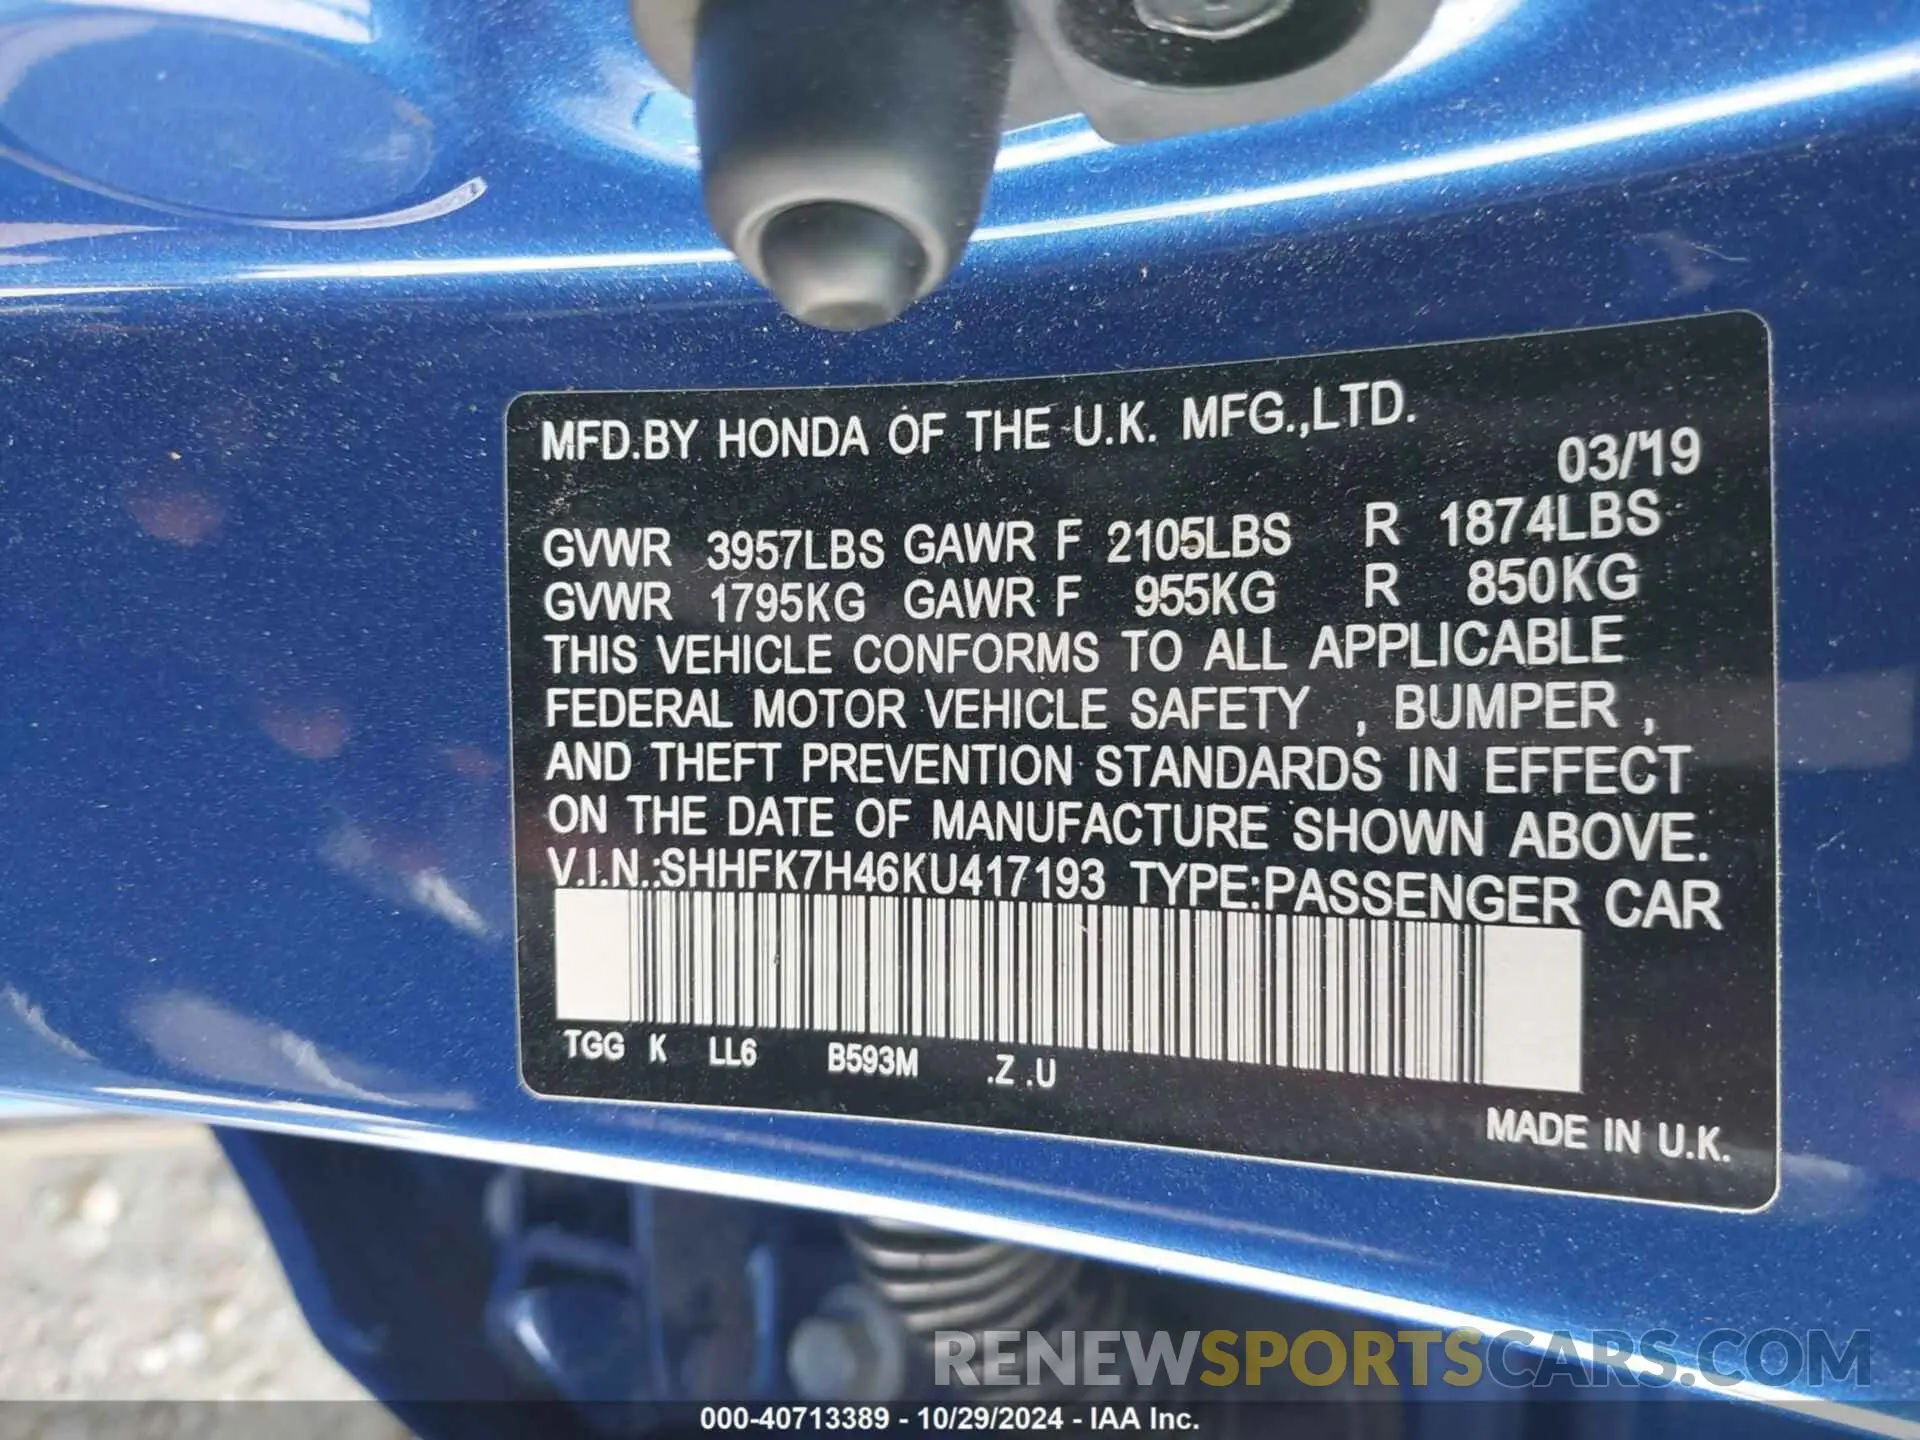 MFD.BY HONDA OF THE U.K. MFG.,LTD.
03/19
GVWR 3957LBS GAWR F 2105LBS R 1874LBS
GVWR 1795KG GAWR F 955KG R 850KG
THIS VEHICLE CONFORMS TO ALL APPLICABLE
FEDERAL MOTOR VEHICLE SAFETY , BUMPER ,
AND THEFT PREVENTION STANDARDS IN EFFECT
ON THE DATE OF MANUFACTURE SHOWN ABOVE.
V.I.N.:SHHFK7H46KU417193 TYPE:PASSENGER CAR
TGG K LL6 B593M .Z .U
MADE IN U.K.
RENEWSPORTSCARS.COM
000-40713389 - 10/29/2024 - IAA Inc.